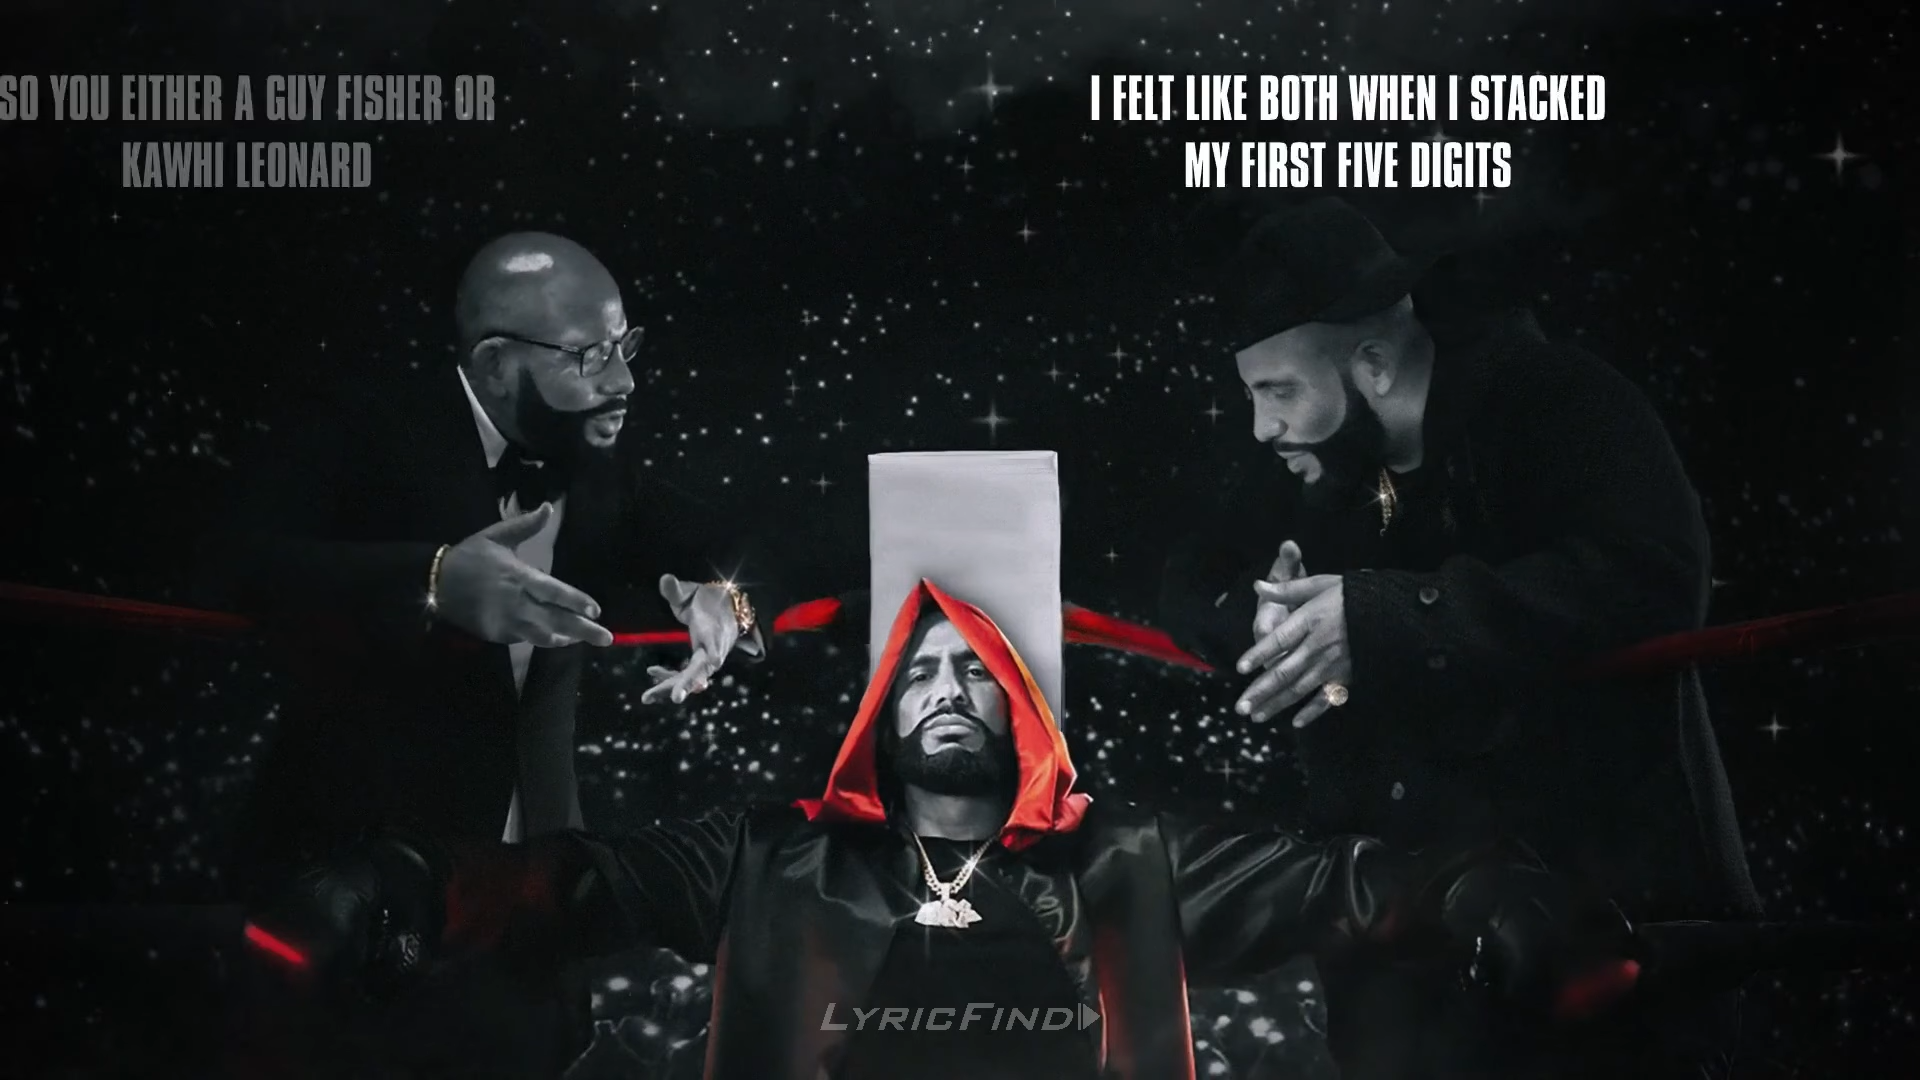 SO YOU EITHER A GUY FISHER OR
KAWHI LEONARD
I FELT LIKE BOTH WHEN I STACKED
MY FIRST FIVE DIGITS
LYRICFIND